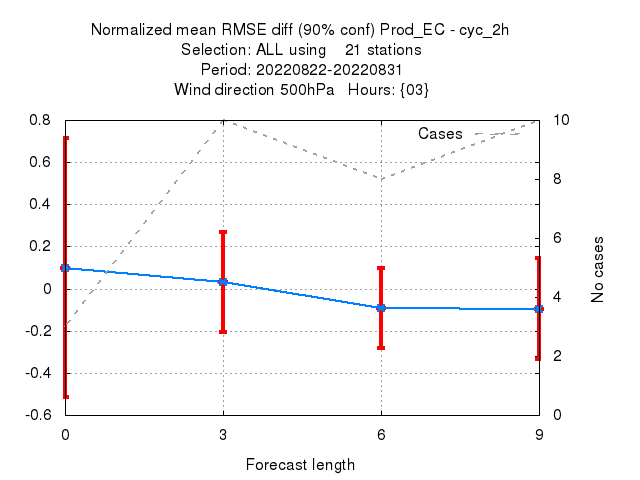 Normalized mean RMSE diff (90% conf) Prod_EC - cyc_2h
Selection: ALL using    21 stations
Period: 20220822-20220831
Wind direction 500hPa   Hours: {03}
Cases
0.8
0.6
0.4
0.2
0
-0.2
-0.4
-0.6
10
8
6
4
2
0
No cases
0 3 6 9
Forecast length